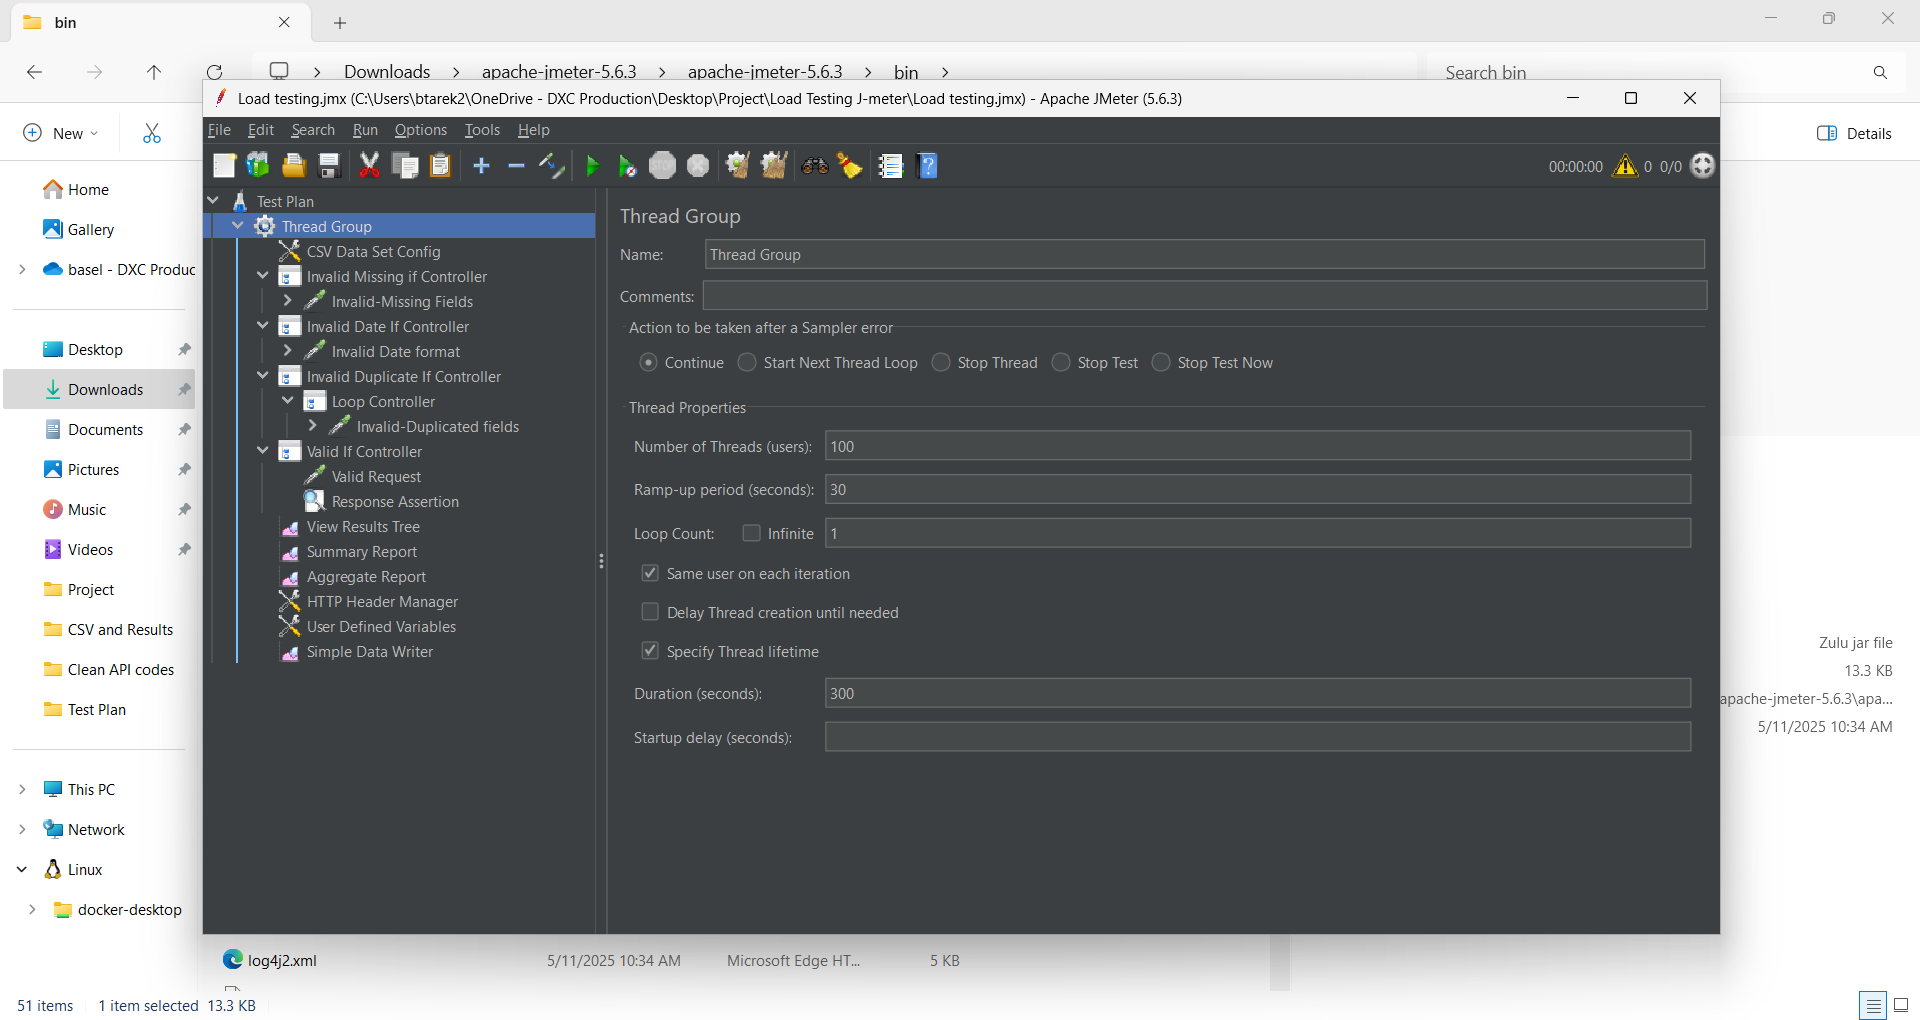 bin
Downloads
apache-jmeter-5.6.3
apache-jmeter-5.6.3
bin
Search bin
Load testing.jmx (C:\Users\btarek2\OneDrive - DXC Production\Desktop\Project\Load Testing J-meter\Load testing.jmx) - Apache JMeter (5.6.3)
New
Details
File Edit Search Run Options Tools Help
STOP
00:00:00 0 0/0
Home
Gallery
basel - DXC Produc
Desktop
Downloads
Documents
Pictures
Music
Videos
Project
CSV and Results
Clean API codes
Test Plan
This PC
Network
Linux
docker-desktop
Test Plan
Thread Group
CSV Data Set Config
Invalid Missing if Controller
Invalid-Missing Fields
Invalid Date If Controller
Invalid Date format
Invalid Duplicate If Controller
Loop Controller
Invalid-Duplicated fields
Valid If Controller
Valid Request
Response Assertion
View Results Tree
Summary Report
Aggregate Report
HTTP Header Manager
User Defined Variables
Simple Data Writer
Thread Group
Name: Thread Group
Comments:
Action to be taken after a Sampler error
Continue Start Next Thread Loop Stop Thread Stop Test Stop Test Now
Thread Properties
Number of Threads (users): 100
Ramp-up period (seconds): 30
Loop Count: Infinite 1
Same user on each iteration
Delay Thread creation until needed
Specify Thread lifetime
Duration (seconds): 300
Startup delay (seconds):
Zulu jar file
13.3 KB
apache-jmeter-5.6.3\apa...
5/11/2025 10:34 AM
log4j2.xml 5/11/2025 10:34 AM Microsoft Edge HT... 5 KB
51 items 1 item selected 13.3 KB